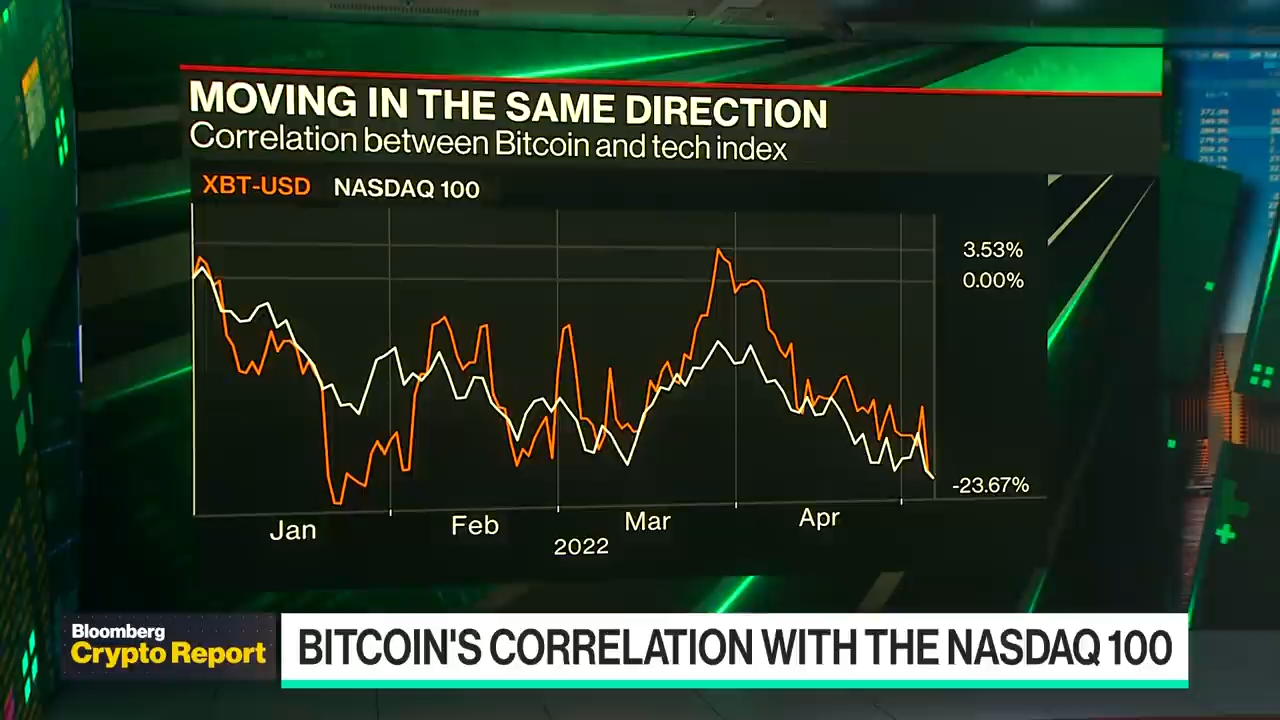 MOVING IN THE SAME DIRECTION
Correlation between Bitcoin and tech index
XBT-USD NASDAQ 100
3.53%
0.00%
-23.67%
Jan Feb Mar Apr
2022
Bloomberg
Crypto Report
BITCOIN'S CORRELATION WITH THE NASDAQ 100